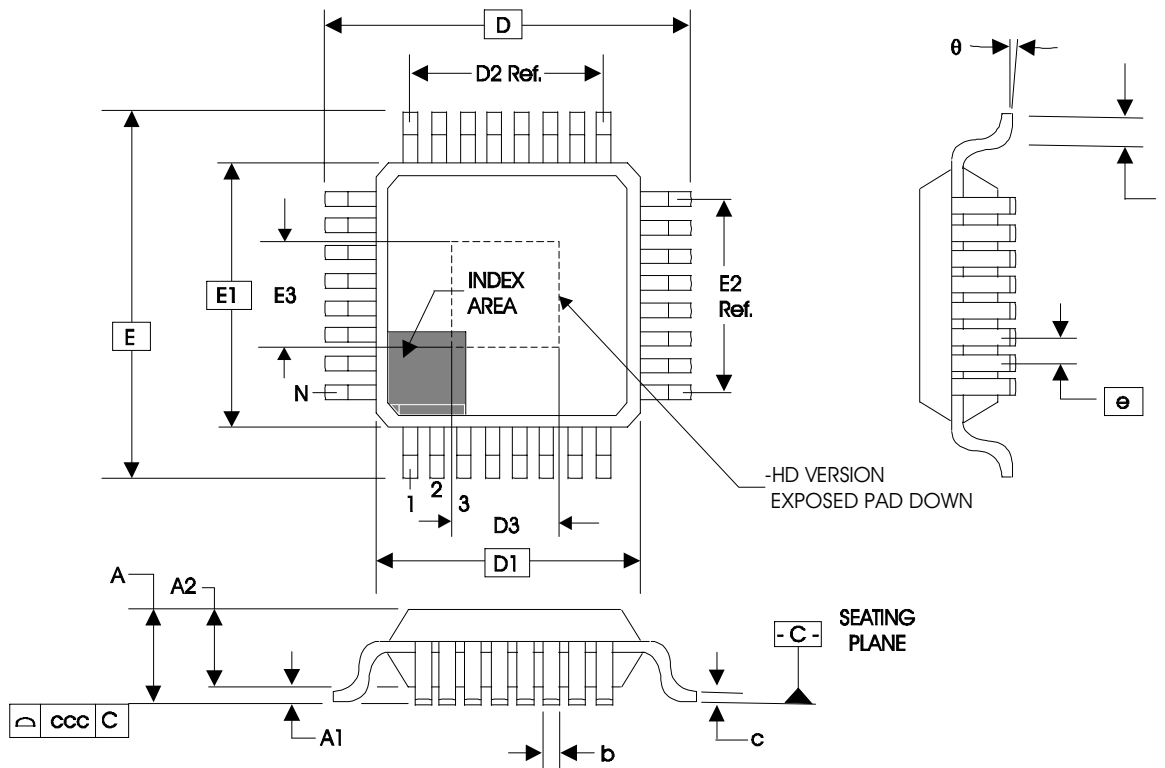 D
θ
D2 Ref.
E1
E3
INDEX
AREA
E2
Ref.
E
N
e
1
2
3
-HD VERSION
EXPOSED PAD DOWN
D3
D1
A
A2
- C -
SEATING
PLANE
ccc C
A1
b
c